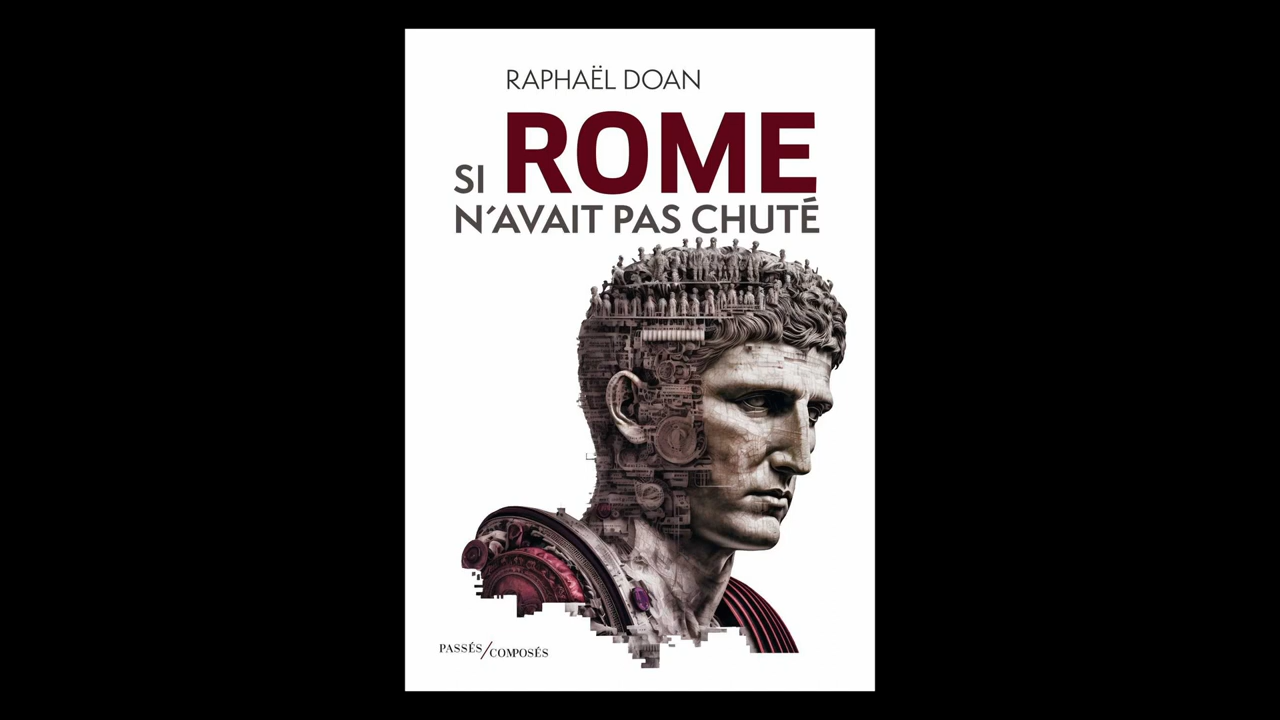 RAPHAËL DOAN
SI ROME
N'AVAIT PAS CHUTÉ
PASSÉS/COMPOSÉS